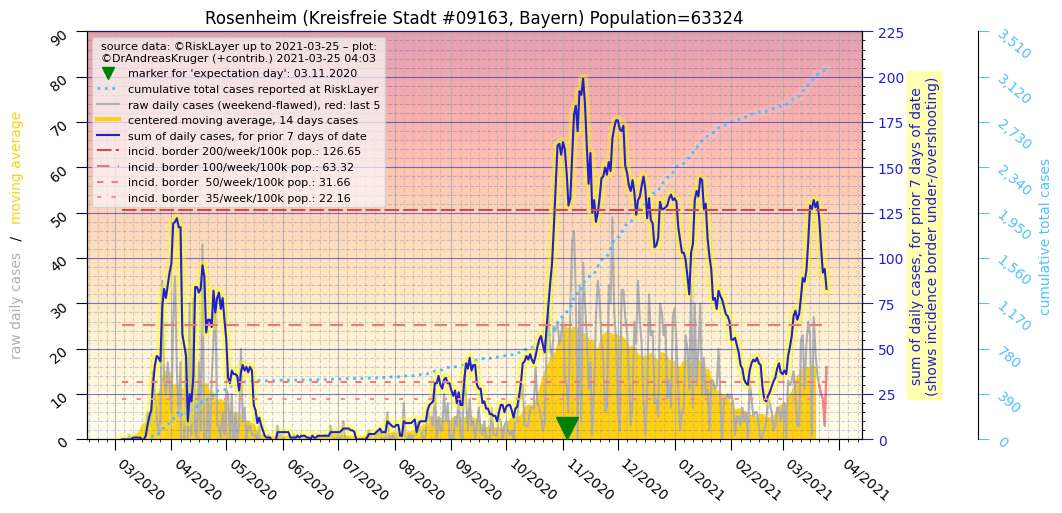 Rosenheim (Kreisfreie Stadt #09163, Bayern) Population=63324
source data: ©RiskLayer up to 2021-03-25 – plot:
©DrAndreasKruger (+contrib.) 2021-03-25 04:03
marker for 'expectation day': 03.11.2020
cumulative total cases reported at RiskLayer
raw daily cases (weekend-flawed), red: last 5
centered moving average, 14 days cases
sum of daily cases, for prior 7 days of date
incid. border 200/week/100k pop.: 126.65
incid. border 100/week/100k pop.: 63.32
incid. border  50/week/100k pop.: 31.66
incid. border  35/week/100k pop.: 22.16
raw daily cases / moving average
90
80
70
60
50
40
30
20
10
0
03/2020
04/2020
05/2020
06/2020
07/2020
08/2020
09/2020
10/2020
11/2020
12/2020
01/2021
02/2021
03/2021
04/2021
225
200
175
150
125
100
75
50
25
0
sum of daily cases, for prior 7 days of date
(shows incidence border under-/overshooting)
3,510
3,120
2,730
2,340
1,950
1,560
1,170
780
390
0
cumulative total cases